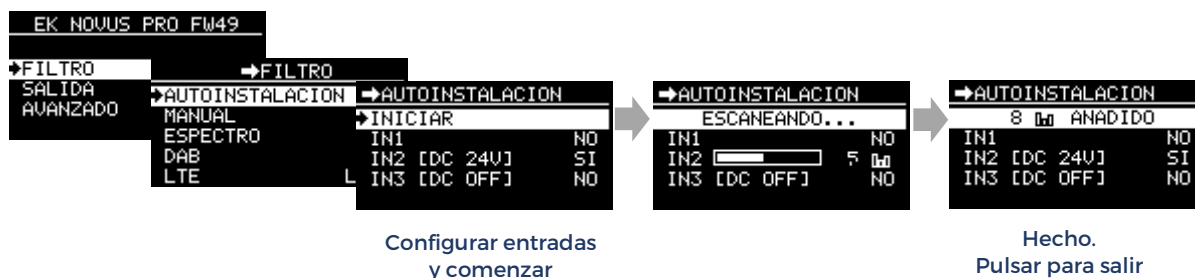 EK NOVUS PRO FW49
➔FILTRO
SALIDA
AVANZADO
➔FILTRO
➔AUTOINSTALACION
MANUAL
ESPECTRO
DAB
LTE L
➔AUTOINSTALACION
➔INICIAR
IN1 NO
IN2 [DC 24V] SI
IN3 [DC OFF] NO
Configurar entradas
y comenzar
➔AUTOINSTALACION
ESCANEANDO...
IN1 NO
IN2 5
IN3 [DC OFF] NO
➔AUTOINSTALACION
8 ANADIDO
IN1 NO
IN2 [DC 24V] SI
IN3 [DC OFF] NO
Hecho.
Pulsar para salir